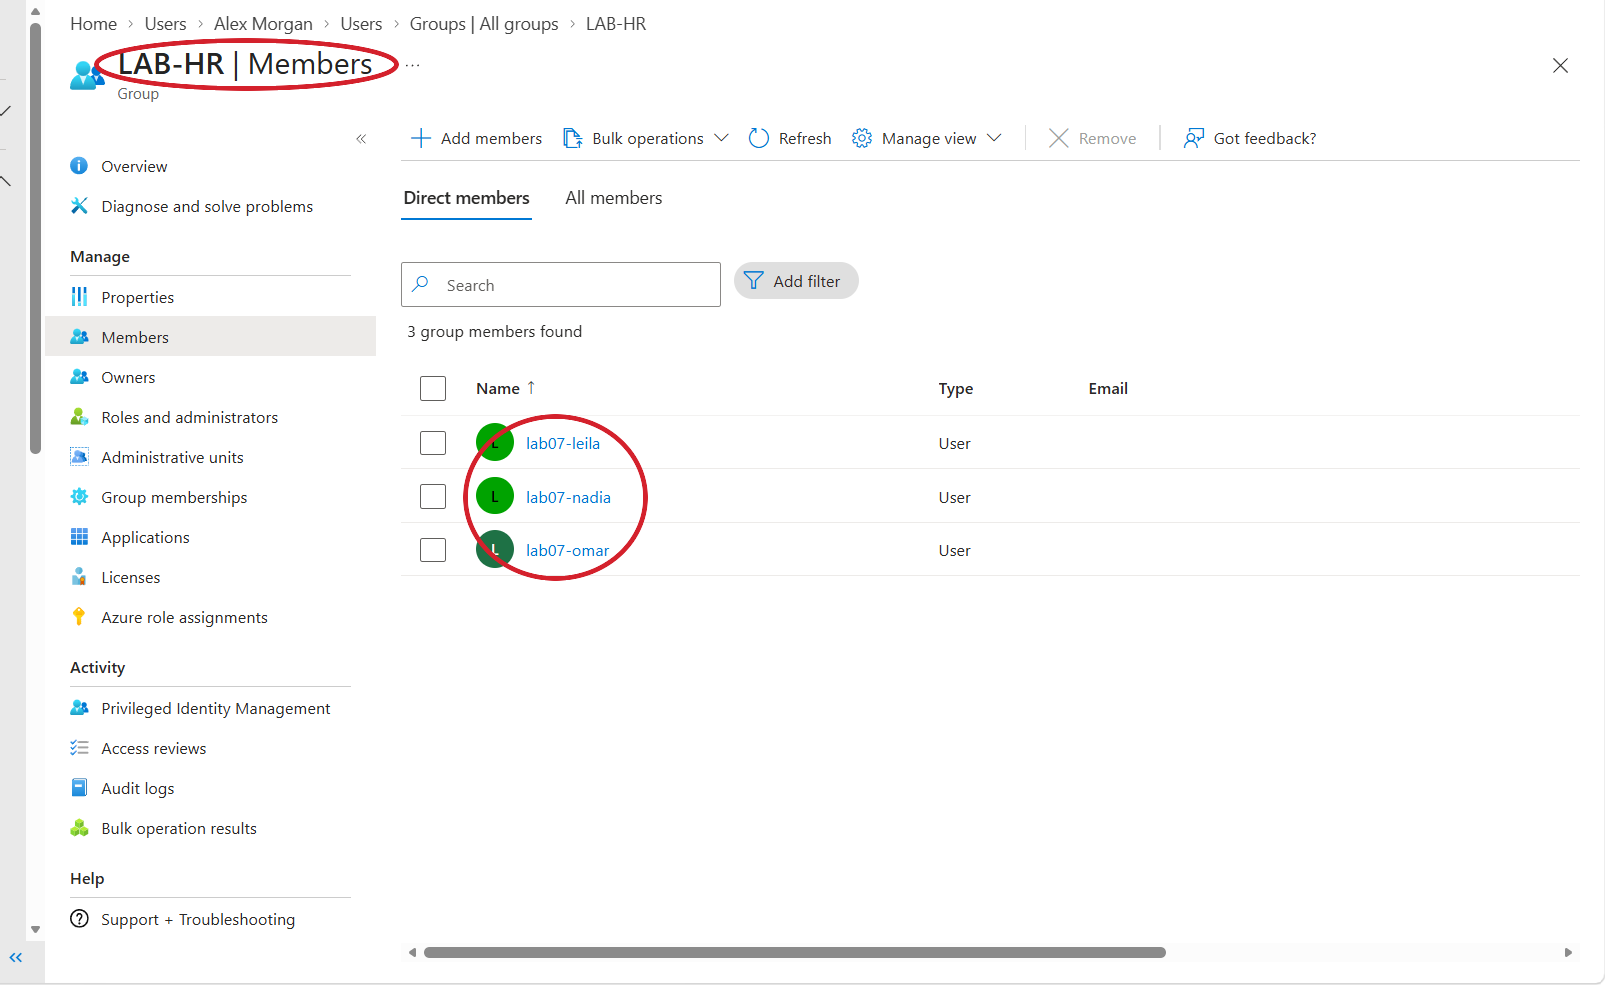 Home > Users > Alex Morgan > Users > Groups | All groups > LAB-HR
LAB-HR | Members ...
Group
Add members Bulk operations Refresh Manage view Remove Got feedback?
Overview
Diagnose and solve problems
Manage
Properties
Members
Owners
Roles and administrators
Administrative units
Group memberships
Applications
Licenses
Azure role assignments
Activity
Privileged Identity Management
Access reviews
Audit logs
Bulk operation results
Help
Support + Troubleshooting
Direct members All members
Search Add filter
3 group members found
Name ↑ Type Email
L lab07-leila User
L lab07-nadia User
L lab07-omar User